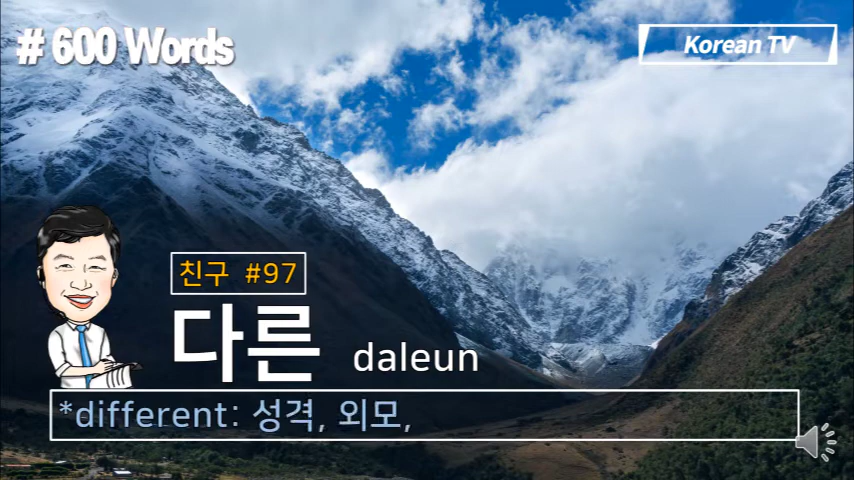 # 600 Words
Korean TV
친구 #97
다른 daleun
*different: 성격, 외모,